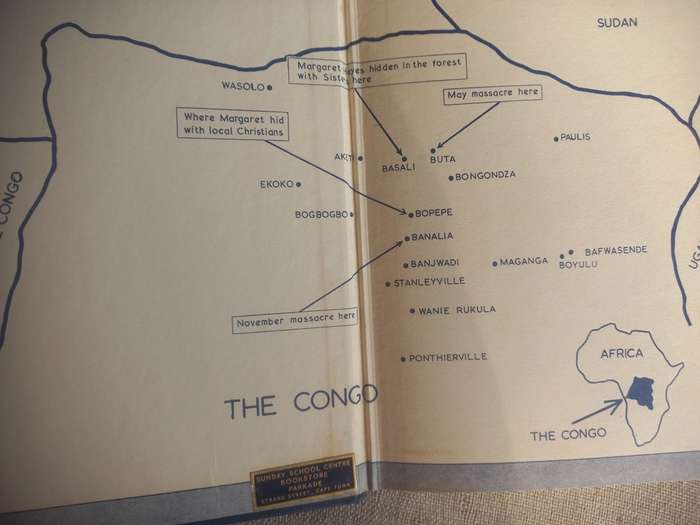 SUDAN
Margaret Hayes hidden in the forest
with Sisters here
WASOLO
May massacre here
Where Margaret hid
with local Christians
PAULIS
AKETI
BASALI
BUTA
BONGONDZA
EKOKO
BOGBOGBO
BOPEPE
BANALIA
BANJWADI
MAGANGA
BAFWASENDE
BOYULU
STANLEYVILLE
November massacre here
WANIE RUKULA
PONTHIERVILLE
AFRICA
THE CONGO
THE CONGO
CONGO
SUNDAY SCHOOL CENTRE
BOOKSTORE
PARKADE
STRAND STREET, CAPE TOWN